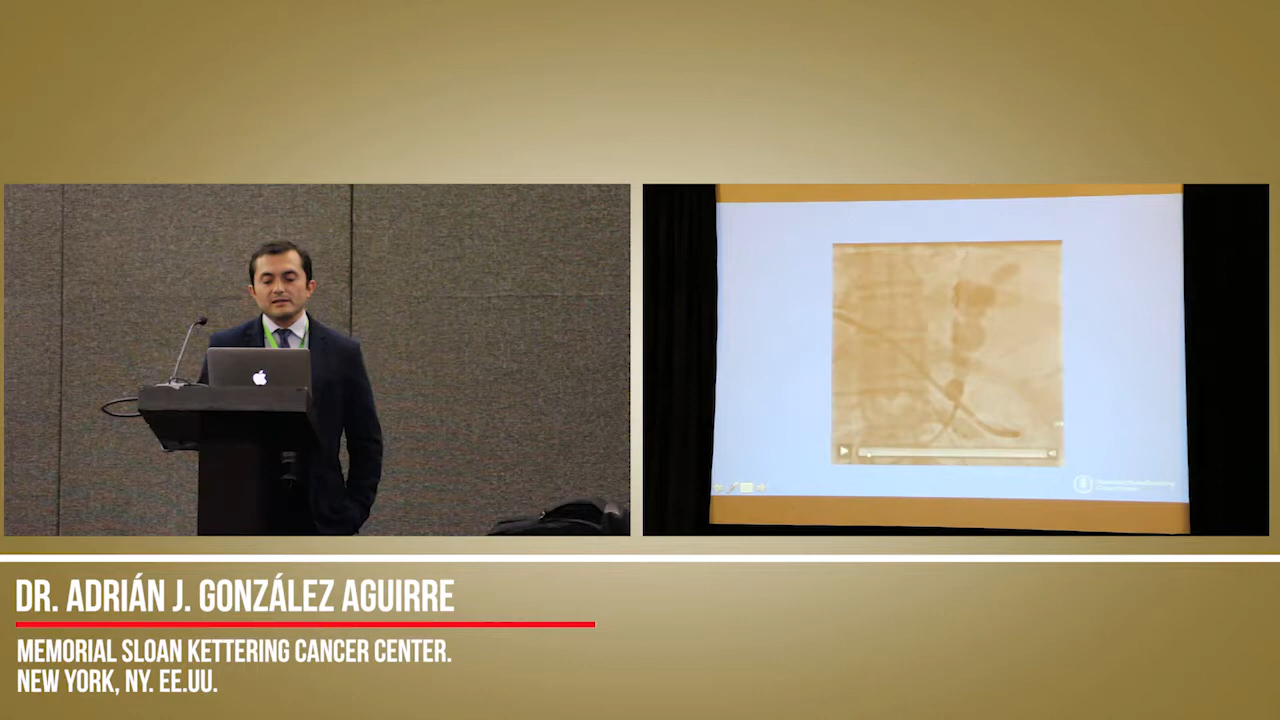 DR. ADRIÁN J. GONZÁLEZ AGUIRRE
MEMORIAL SLOAN KETTERING CANCER CENTER.
NEW YORK, NY. EE.UU.